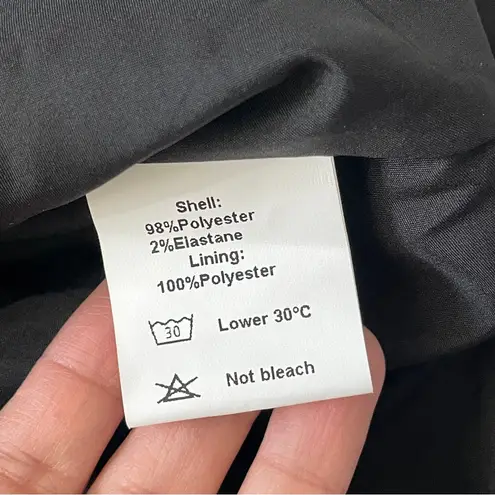 Shell:
98%Polyester
2%Elastane
Lining:
100%Polyester
30 Lower 30°C
Not bleach